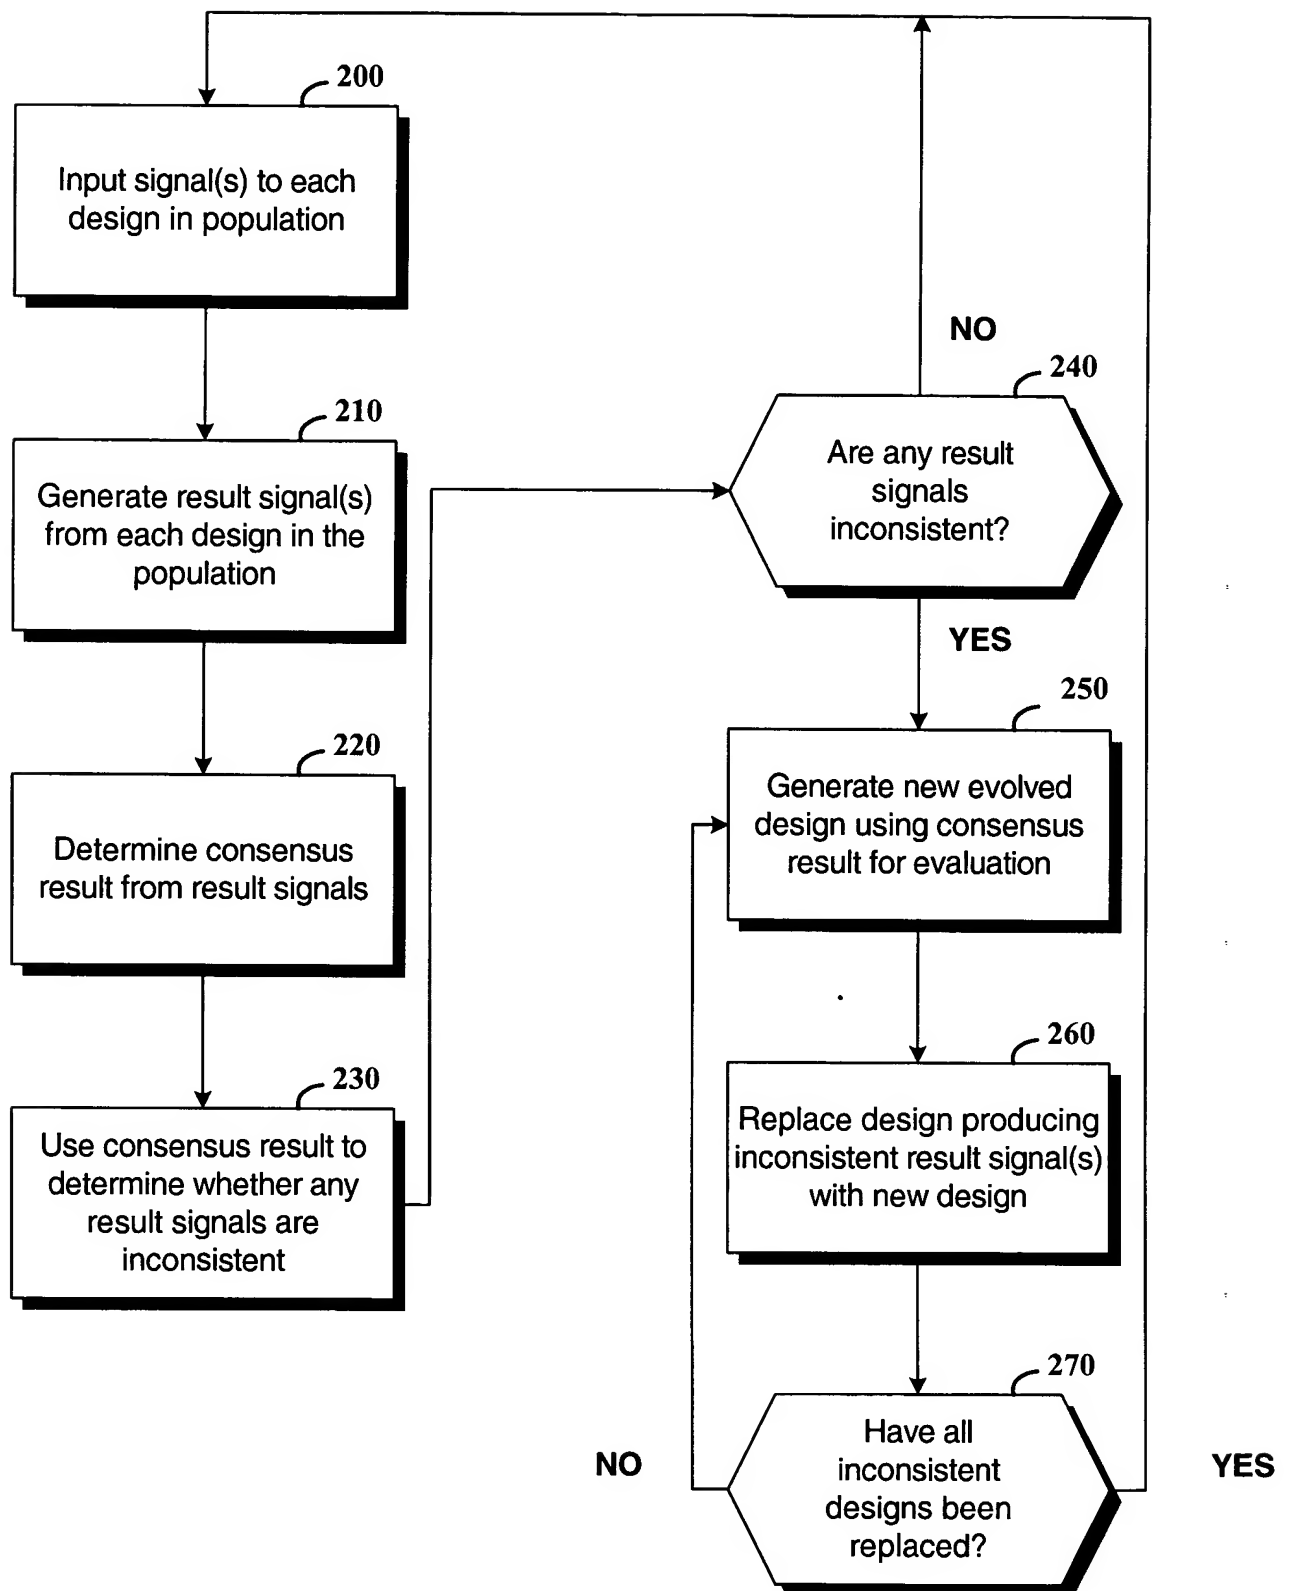 200
Input signal(s) to each
design in population
210
Generate result signal(s)
from each design in the
population
220
Determine consensus
result from result signals
230
Use consensus result to
determine whether any
result signals are
inconsistent
NO
240
Are any result
signals
inconsistent?
YES
250
Generate new evolved
design using consensus
result for evaluation
260
Replace design producing
inconsistent result signal(s)
with new design
270
Have all
inconsistent
designs been
replaced?
NO
YES